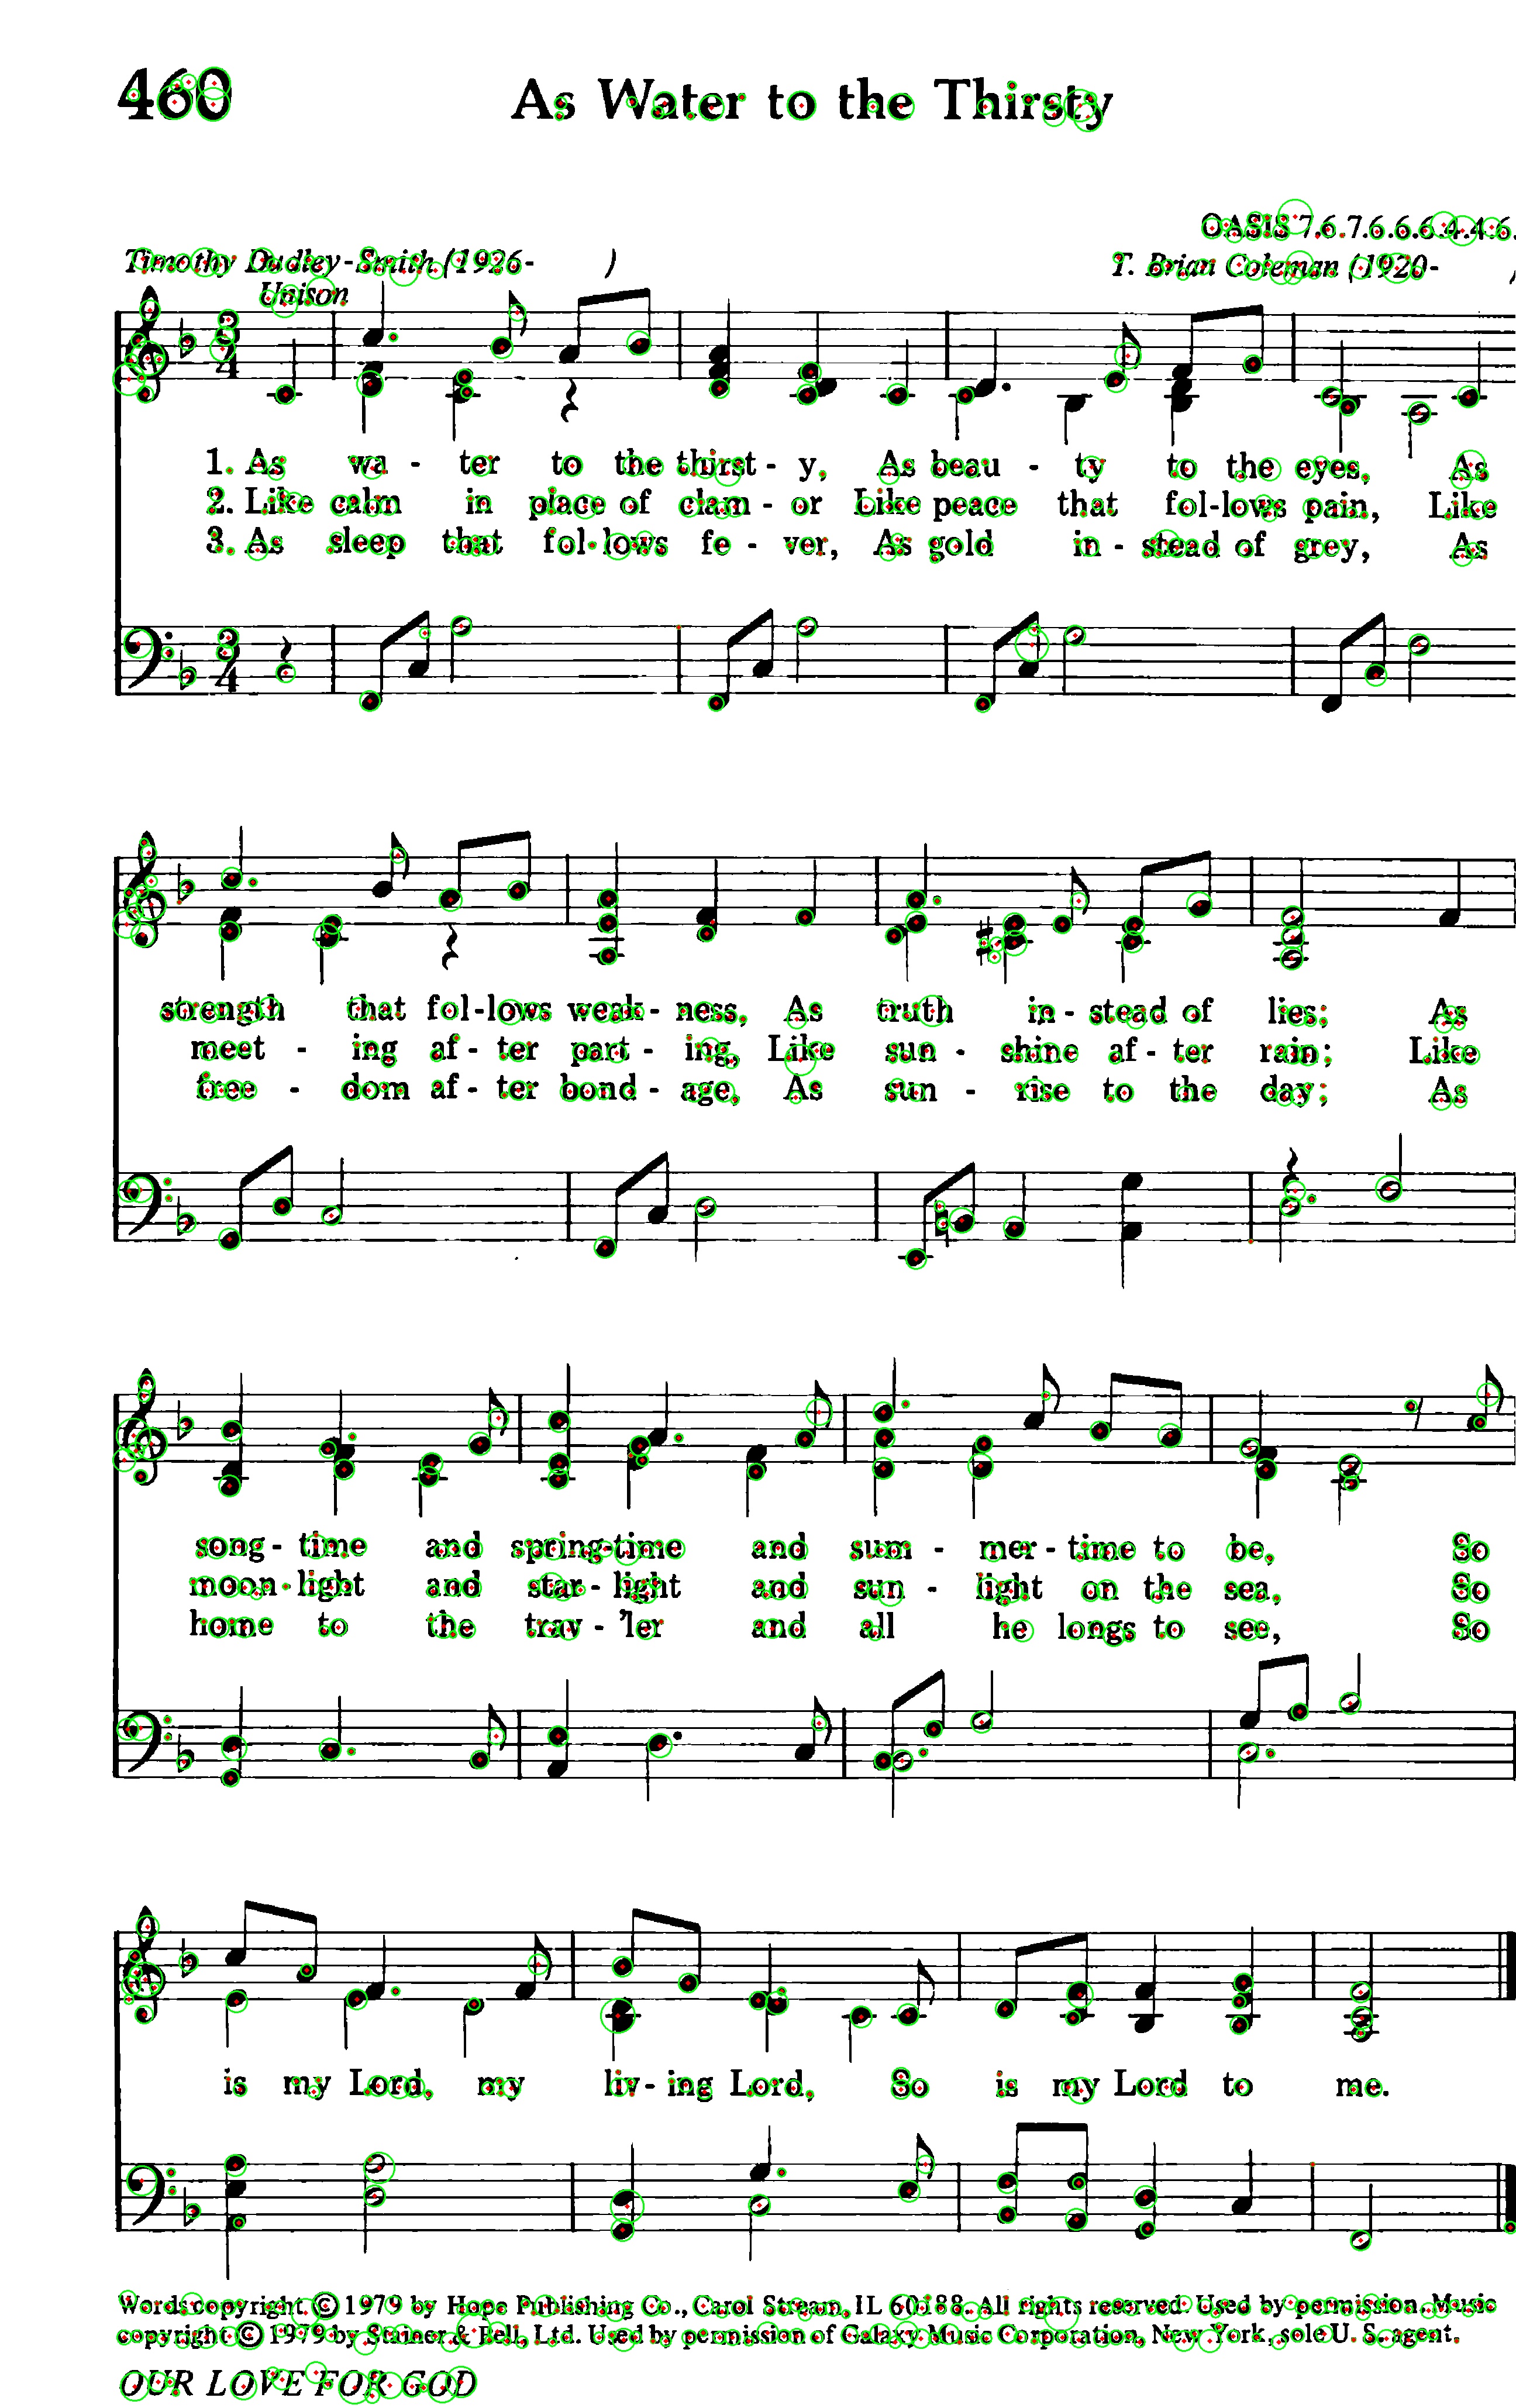 460 As Water to the Thirsty
OASIS 7.6.7.6.6.6.4.4.6.
Timothy Dudley-Smith (1926- ) T. Brian Coleman (1920- )
Unison
3 4
1. As wa - ter to the thirst - y, As beau - ty to the eyes, As
2. Like calm in place of clam - or Like peace that fol-lows pain, Like
3. As sleep that fol-lows fe - ver, As gold in - stead of grey, As
3 4
strength that fol-lows weak - ness, As truth in - stead of lies; As
meet - ing af - ter part - ing, Like sun - shine af - ter rain; Like
free - dom af - ter bond - age, As sun - rise to the day; As
song - time and spring-time and sum - mer - time to be, So
moon - light and star - light and sun - light on the sea, So
home to the trav - 'ler and all he longs to see, So
is my Lord, my liv - ing Lord, So is my Lord to me.
Words copyright © 1979 by Hope Publishing Co., Carol Stream, IL 60188. All rights reserved. Used by permission. Music
copyright © 1979 by Stainer & Bell, Ltd. Used by permission of Galaxy Music Corporation, New York, sole U. S. agent.
OUR LOVE FOR GOD